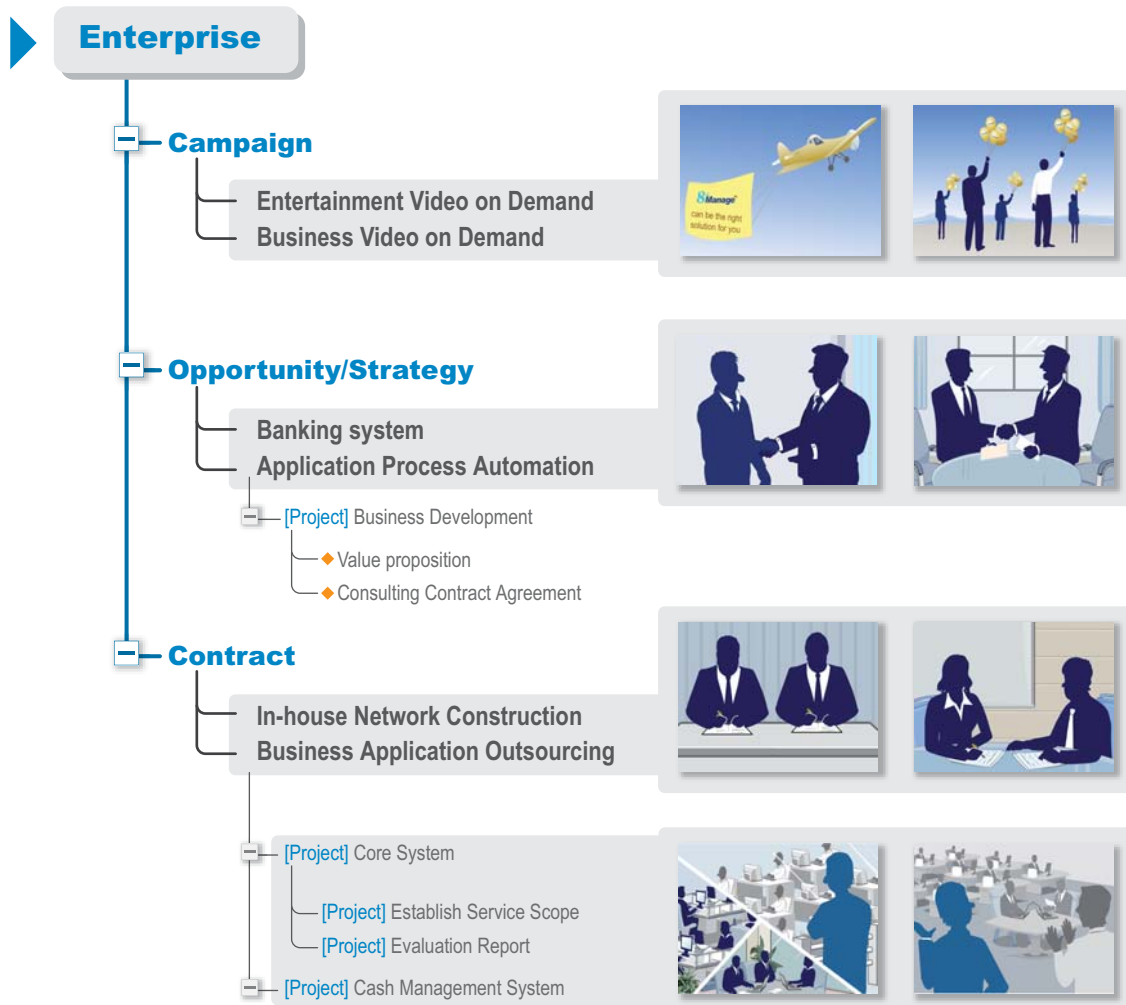 Enterprise
Campaign
Entertainment Video on Demand
Business Video on Demand
8Manage®
can be the right
solution for you
Opportunity/Strategy
Banking system
Application Process Automation
[Project] Business Development
Value proposition
Consulting Contract Agreement
Contract
In-house Network Construction
Business Application Outsourcing
[Project] Core System
[Project] Establish Service Scope
[Project] Evaluation Report
[Project] Cash Management System